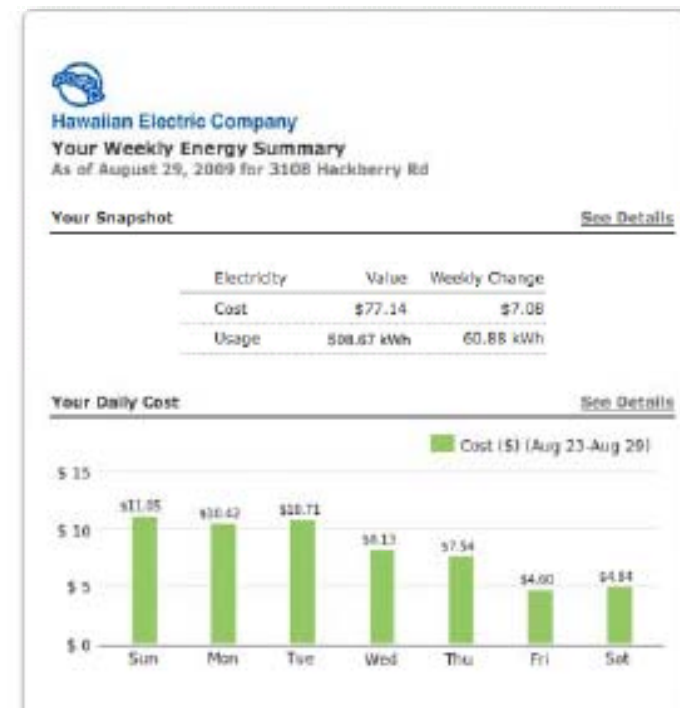 Hawaiian Electric Company
Your Weekly Energy Summary
As of August 29, 2009 for 3108 Hackberry Rd
Your Snapshot See Details
Electricity Value Weekly Change
Cost $77.14 $7.08
Usage 508.67 kWh 60.88 kWh
Your Daily Cost See Details
Cost ($) (Aug 23-Aug 29)
$ 15
$ 10
$ 5
$ 0
$11.05 $10.42 $10.71 $8.13 $7.54 $4.60 $4.84
Sun Mon Tue Wed Thu Fri Sat